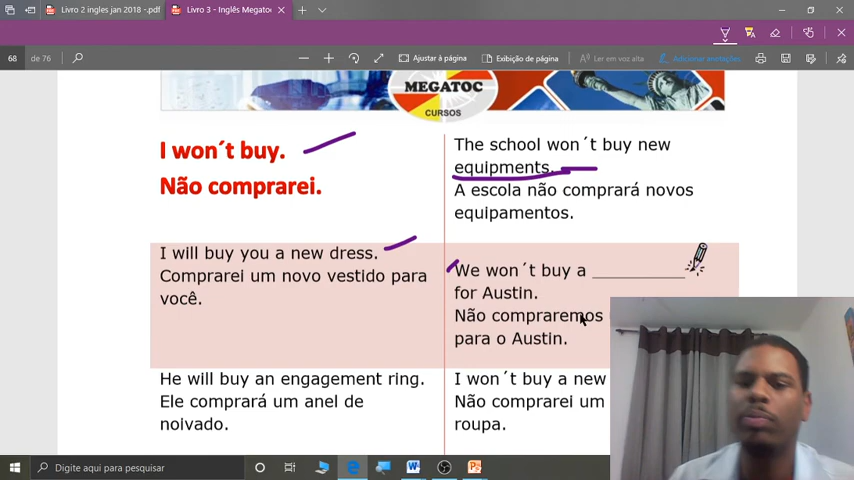 Livro 2 ingles jan 2018 -.pdf
Livro 3 - Inglês Megatoc
68
de 76
Ajustar à página
Exibição de página
Ler em voz alta
Adicionar anotações
MEGATOC
CURSOS
I won´t buy.
Não comprarei.
The school won´t buy new
equipments.
A escola não comprará novos
equipamentos.
I will buy you a new dress.
Comprarei um novo vestido para
você.
We won´t buy a __________
for Austin.
Não compraremos
para o Austin.
He will buy an engagement ring.
Ele comprará um anel de
noivado.
I won´t buy a new
Não comprarei um
roupa.
Digite aqui para pesquisar